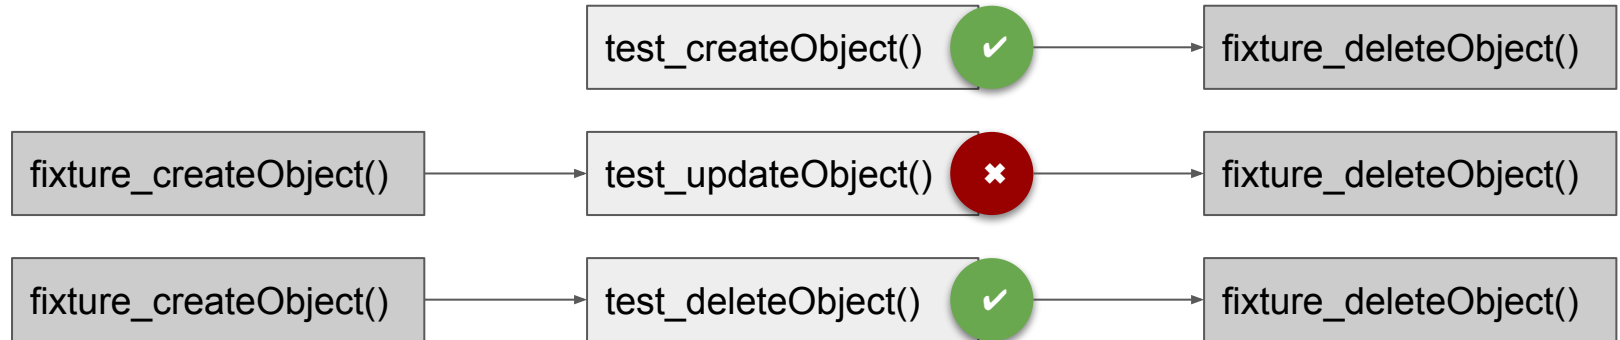 test_createObject() ✔ fixture_deleteObject()
fixture_createObject() test_updateObject() ✖ fixture_deleteObject()
fixture_createObject() test_deleteObject() ✔ fixture_deleteObject()